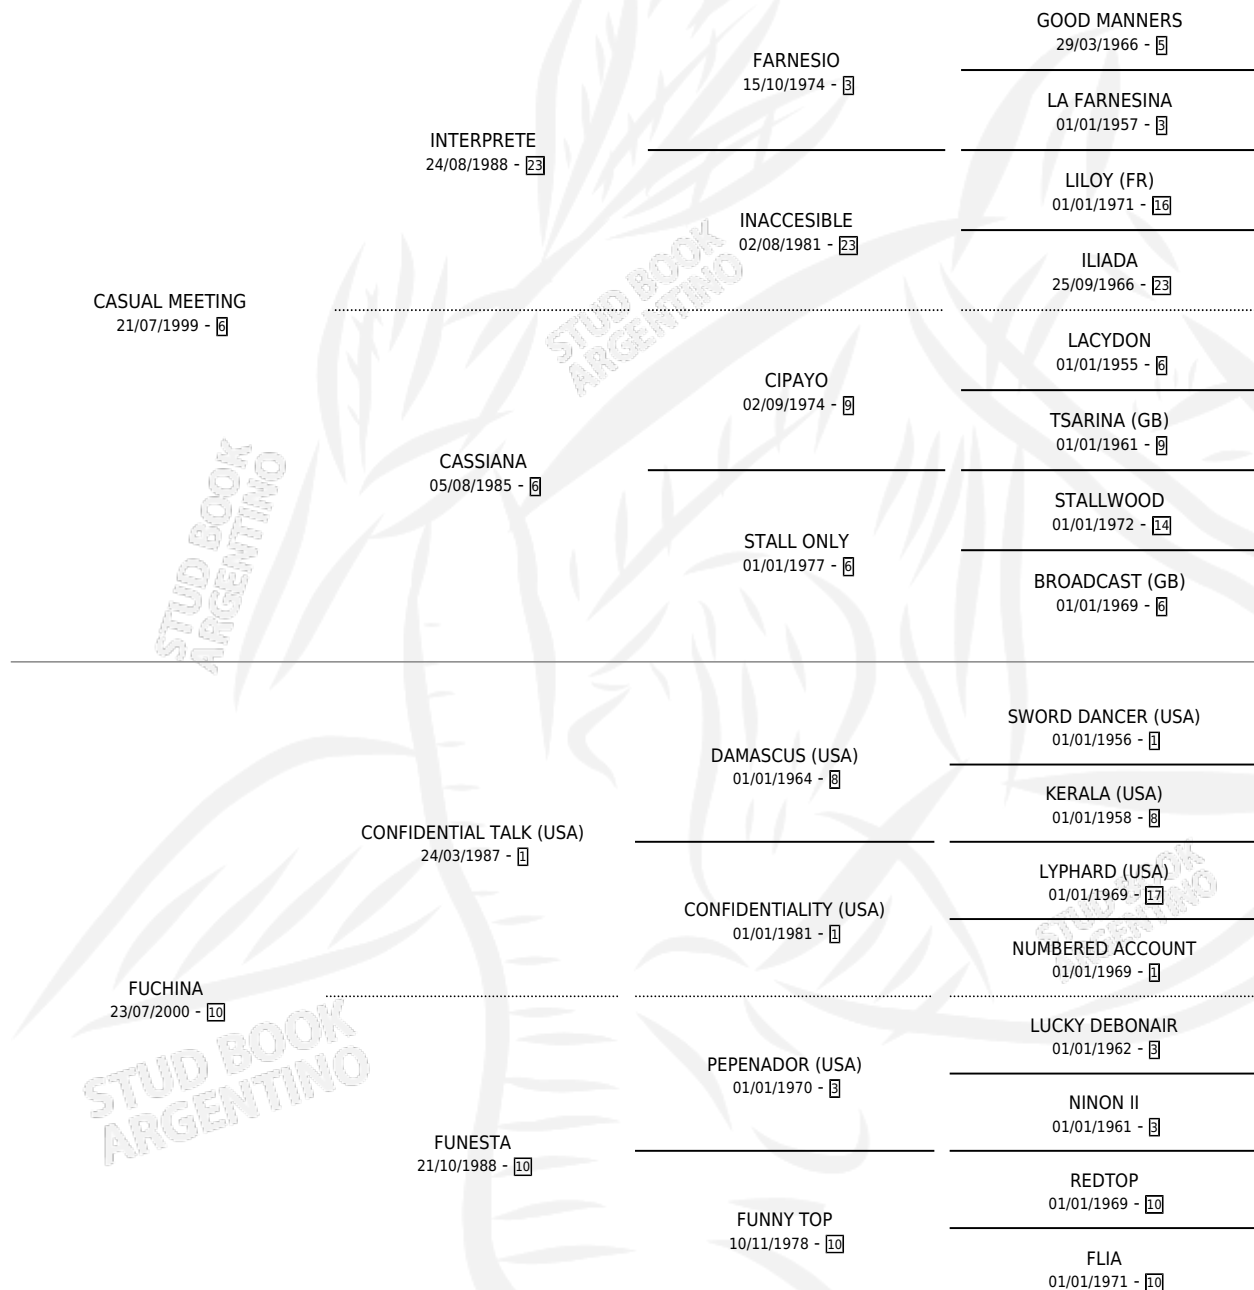 GOOD MANNERS
29/03/1966 - 5
FARNESIO
15/10/1974 - 3
LA FARNESINA
01/01/1957 - 3
INTERPRETE
24/08/1988 - 23
LILOY (FR)
01/01/1971 - 16
INACCESIBLE
02/08/1981 - 23
ILIADA
25/09/1966 - 23
CASUAL MEETING
21/07/1999 - 6
LACYDON
01/01/1955 - 6
CIPAYO
02/09/1974 - 9
TSARINA (GB)
01/01/1961 - 9
CASSIANA
05/08/1985 - 6
STALLWOOD
01/01/1972 - 14
STALL ONLY
01/01/1977 - 6
BROADCAST (GB)
01/01/1969 - 6
SWORD DANCER (USA)
01/01/1956 - 1
DAMASCUS (USA)
01/01/1964 - 8
KERALA (USA)
01/01/1958 - 8
CONFIDENTIAL TALK (USA)
24/03/1987 - 1
LYPHARD (USA)
01/01/1969 - 17
CONFIDENTIALITY (USA)
01/01/1981 - 1
NUMBERED ACCOUNT
01/01/1969 - 1
FUCHINA
23/07/2000 - 10
LUCKY DEBONAIR
01/01/1962 - 3
PEPENADOR (USA)
01/01/1970 - 3
NINON II
01/01/1961 - 3
FUNESTA
21/10/1988 - 10
REDTOP
01/01/1969 - 10
FUNNY TOP
10/11/1978 - 10
FLIA
01/01/1971 - 10
STUD BOOK
ARGENTINO
STUD BOOK
ARGENTINO
STUD BOOK
ARGENTINO
STUD BOOK
ARGENTINO